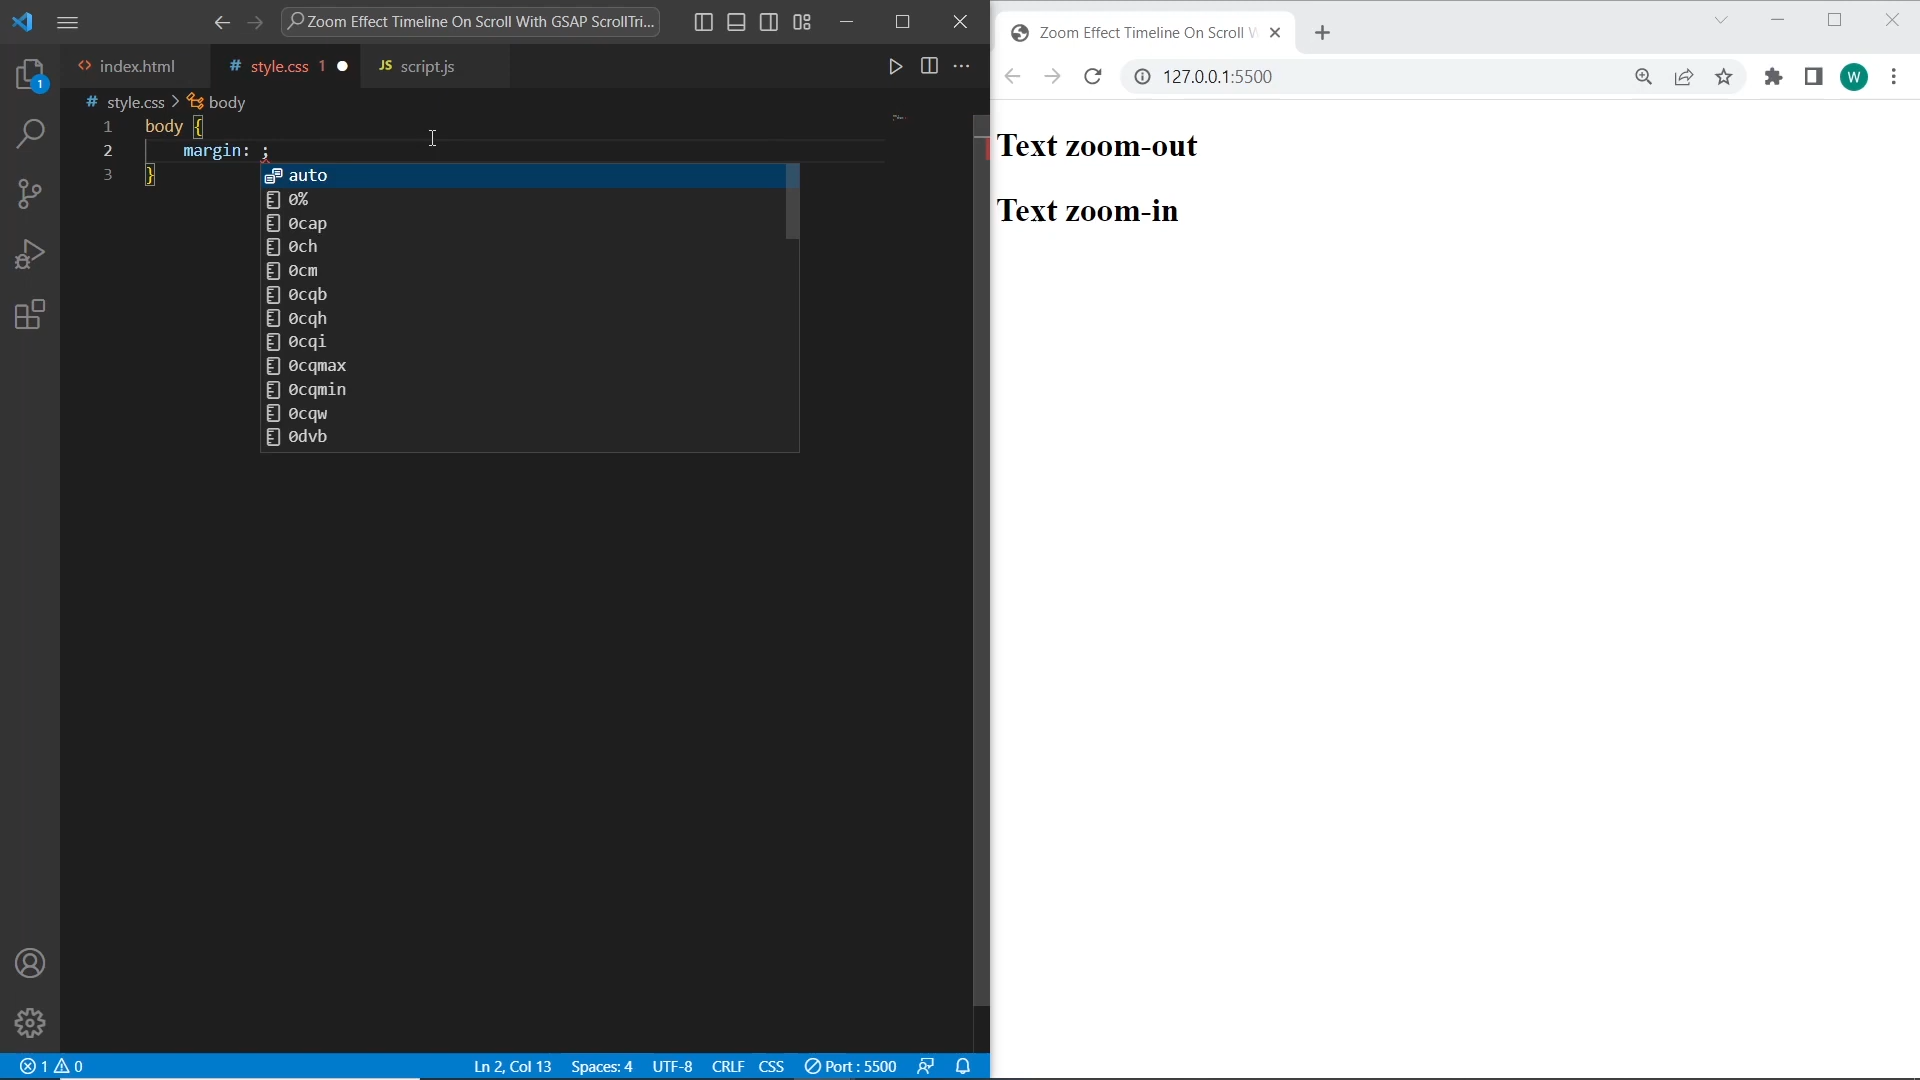 Zoom Effect Timeline On Scroll With GSAP ScrollTri...
index.html
style.css 1
JS script.js
# style.css > body
1 body {
2 margin: ;
3 }
auto
0%
0cap
0ch
0cm
0cqb
0cqh
0cqi
0cqmax
0cqmin
0cqw
0dvb
1
1 0
Ln 2, Col 13
Spaces: 4
UTF-8
CRLF
CSS
Port : 5500
Zoom Effect Timeline On Scroll W
127.0.0.1:5500
W
Text zoom-out
Text zoom-in